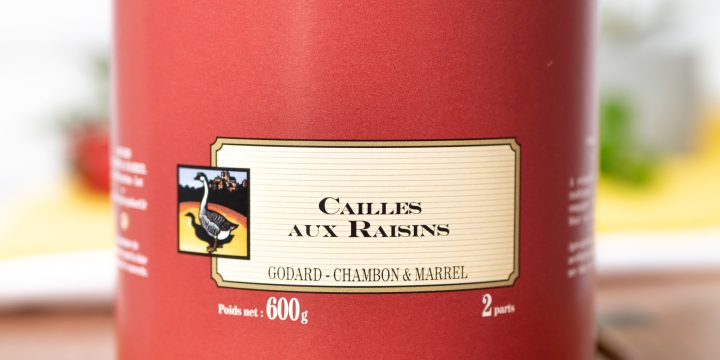 CAILLES
AUX RAISINS
GODARD - CHAMBON & MARREL
Poids net : 600g
2 parts